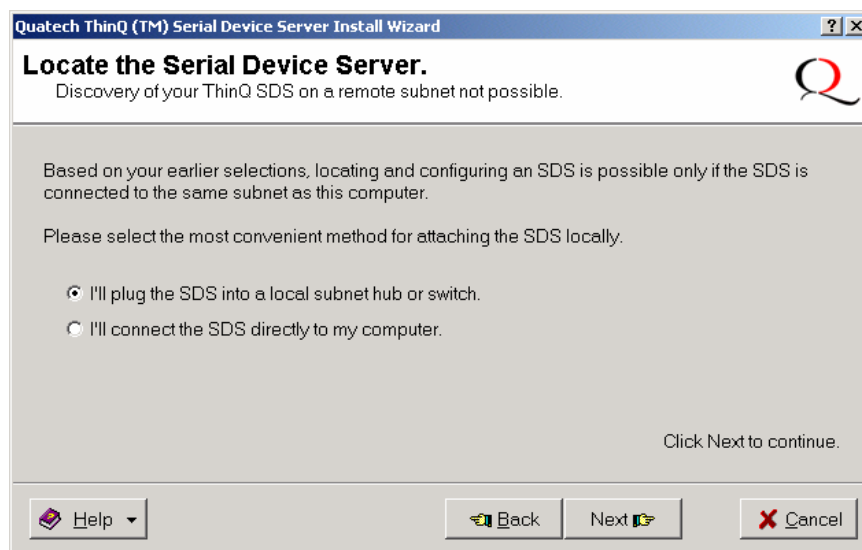 Quatech ThinQ (TM) Serial Device Server Install Wizard
Locate the Serial Device Server.
Discovery of your ThinQ SDS on a remote subnet not possible.
Based on your earlier selections, locating and configuring an SDS is possible only if the SDS is
connected to the same subnet as this computer.
Please select the most convenient method for attaching the SDS locally.
I'll plug the SDS into a local subnet hub or switch.
I'll connect the SDS directly to my computer.
Click Next to continue.
Help
Back
Next
Cancel